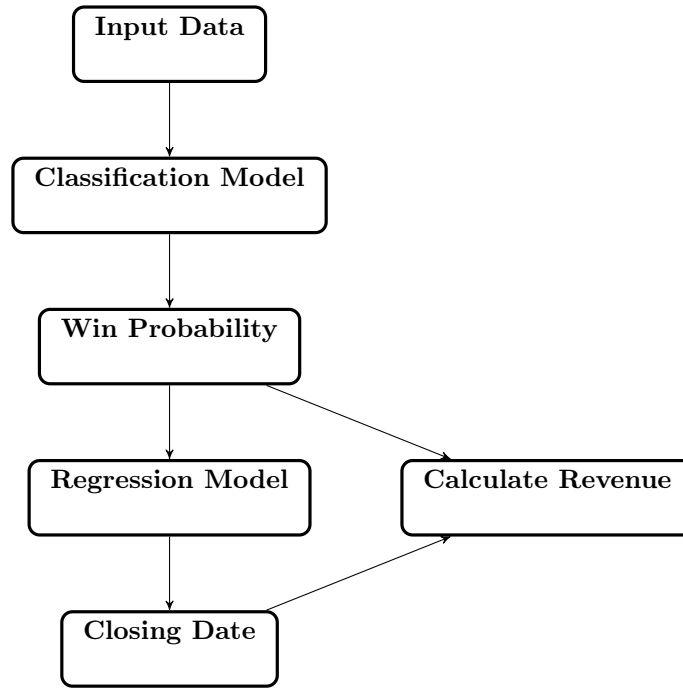 Input Data
Classification Model
Win Probability
Regression Model
Calculate Revenue
Closing Date